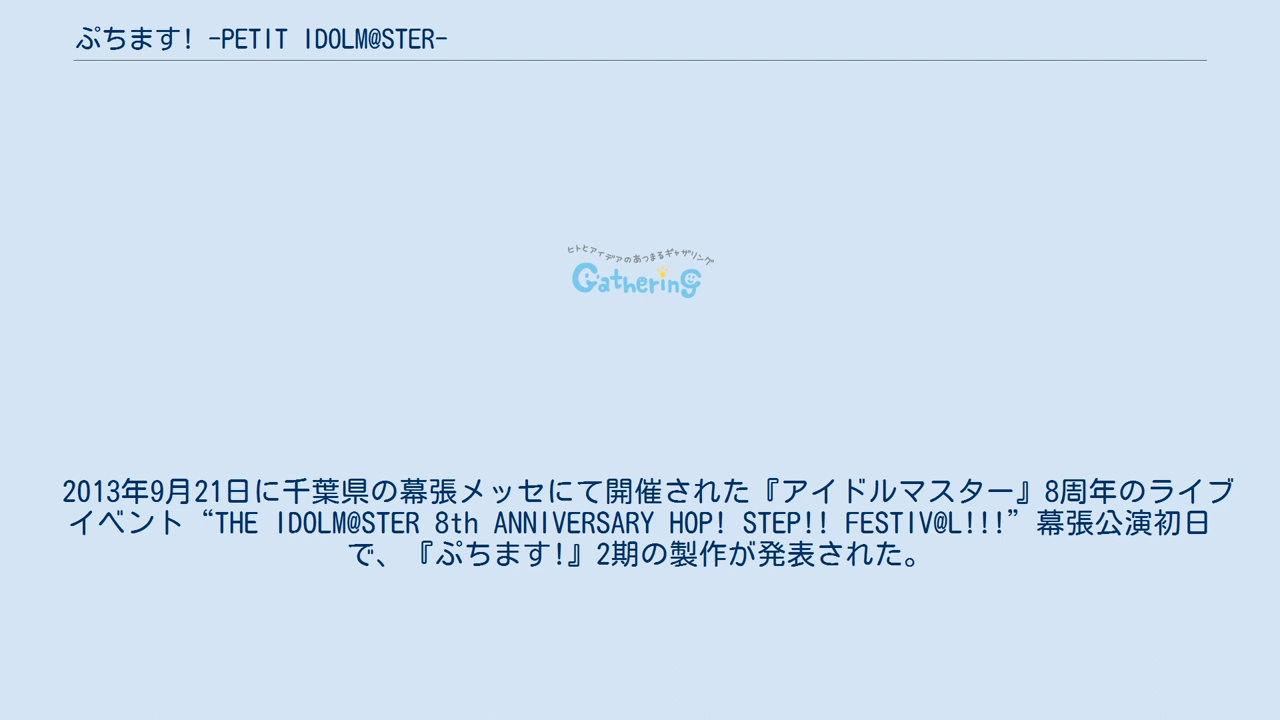 ぷちます! -PETIT IDOLM@STER-
ヒトとアイデアのあつまるギャザリング
Gathering
2013年9月21日に千葉県の幕張メッセにて開催された『アイドルマスター』8周年のライブ
イベント“THE IDOLM@STER 8th ANNIVERSARY HOP! STEP!! FESTIV@L!!!”幕張公演初日
で、『ぷちます!』2期の製作が発表された。